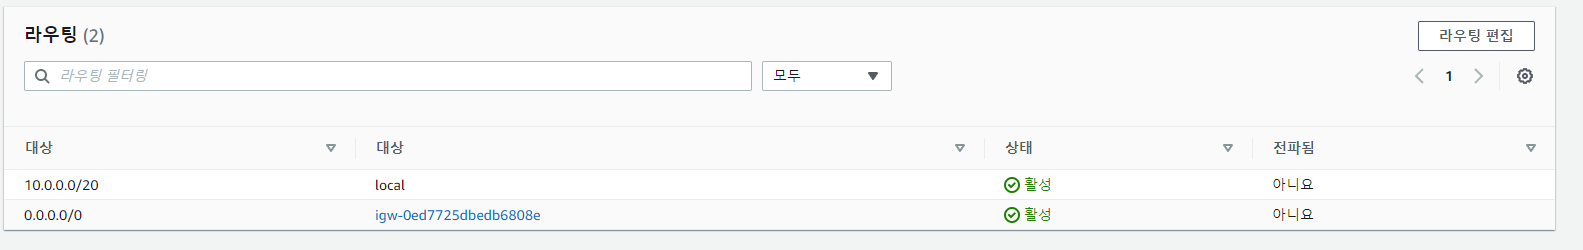 라우팅 (2)
라우팅 편집
라우팅 필터링
모두
1
대상 대상 상태 전파됨
10.0.0.0/20 local 활성 아니요
0.0.0.0/0 igw-0ed7725dbedb6808e 활성 아니요